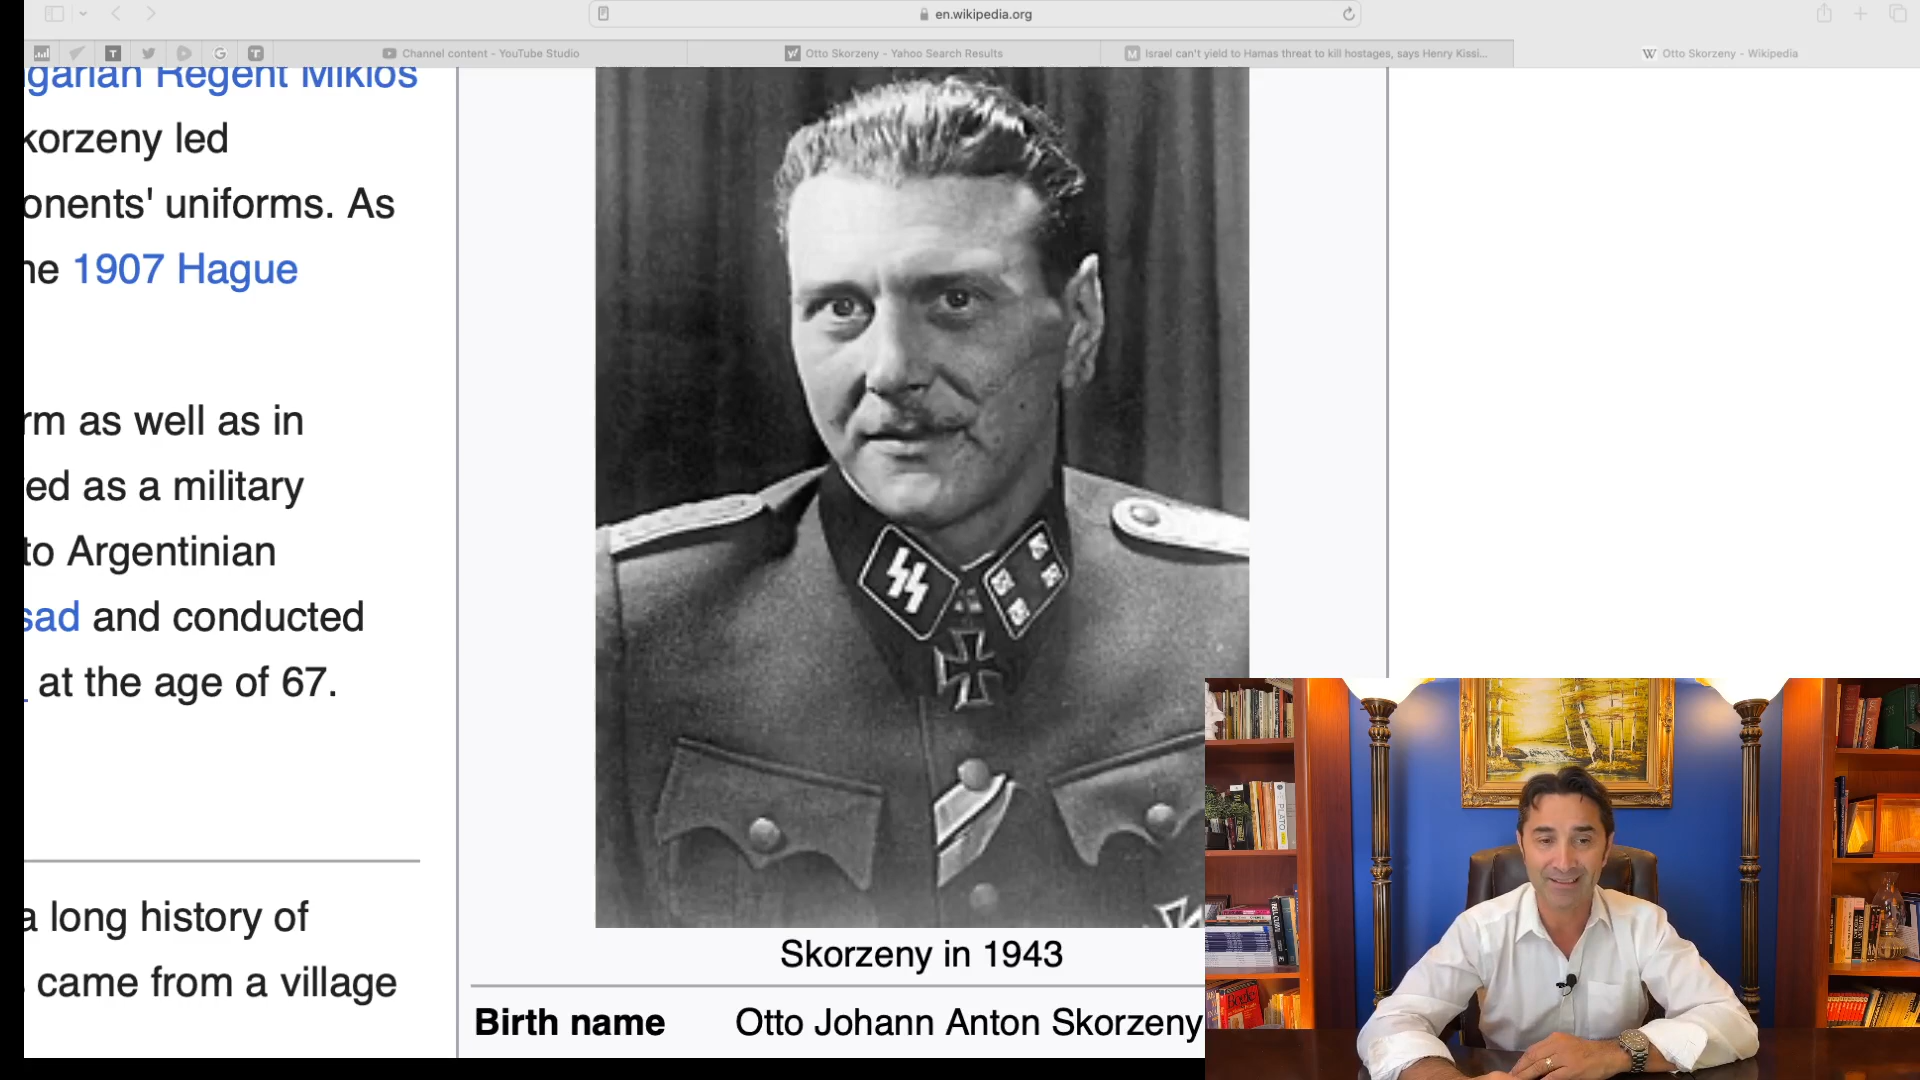 en.wikipedia.org
Channel content - YouTube Studio
Otto Skorzeny - Yahoo Search Results
Israel can't yield to Hamas threat to kill hostages, says Henry Kissi...
Otto Skorzeny - Wikipedia
garian Regent Miklós
korzeny led
onents' uniforms. As
he 1907 Hague
rm as well as in
ed as a military
to Argentinian
sad and conducted
at the age of 67.
a long history of
came from a village
Skorzeny in 1943
Birth name Otto Johann Anton Skorzeny
PLATO